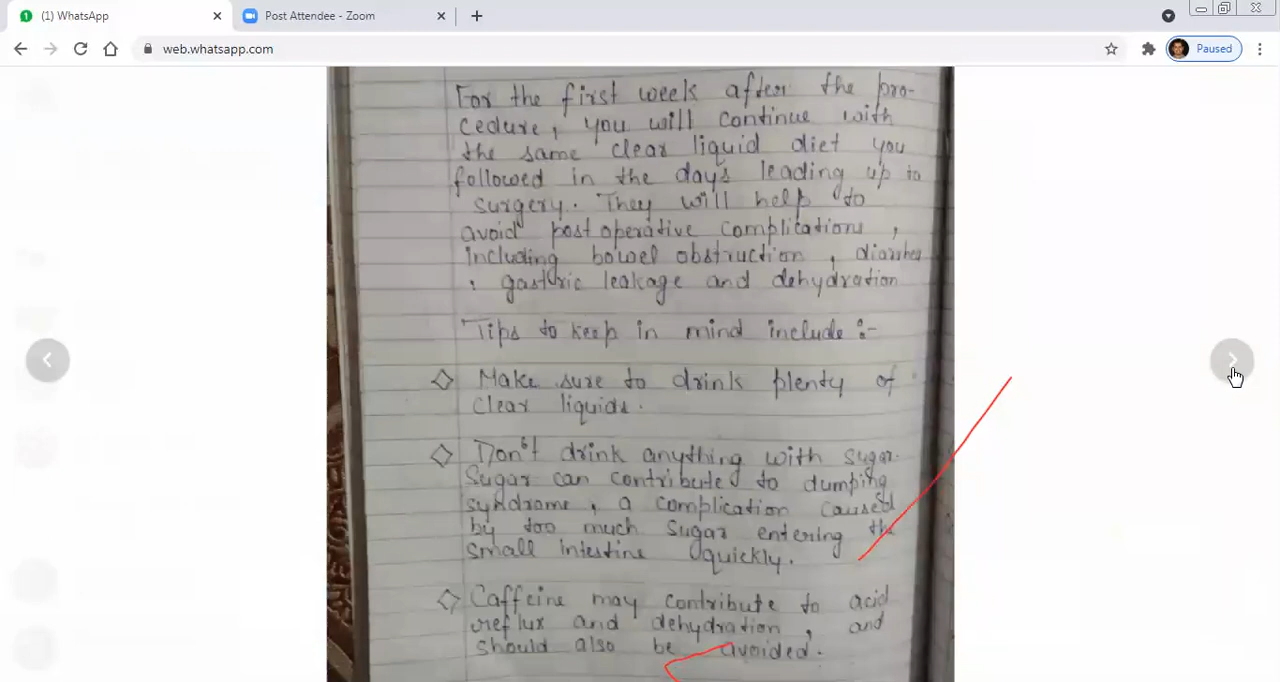 (1) WhatsApp
Post Attendee - Zoom
web.whatsapp.com
Paused
For the first week after the pro-
cedure, you will continue with
the same clear liquid diet you
followed in the days leading up to
surgery. They will help to
avoid post operative complications,
including bowel obstruction, diarrhea
, gastric leakage and dehydration
Tips to keep in mind include :-
Make sure to drink plenty of
clear liquids.
Don't drink anything with sugar.
Sugar can contribute to dumping
syndrome, a complication caused
by too much sugar entering the
small intestine quickly.
Caffeine may contribute to acid
reflux and dehydration, and
should also be avoided.